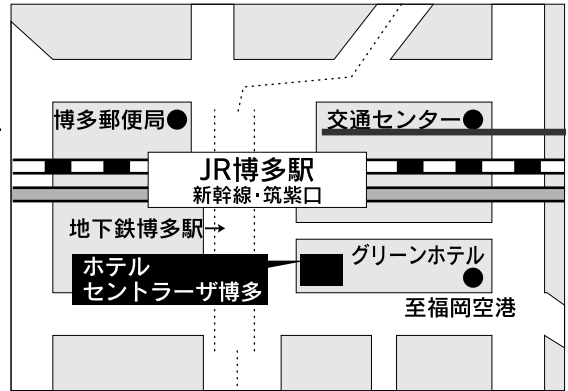 博多郵便局●
交通センター●
JR博多駅
新幹線・筑紫口
地下鉄博多駅→
グリーンホテル
ホテル
セントラーザ博多
至福岡空港